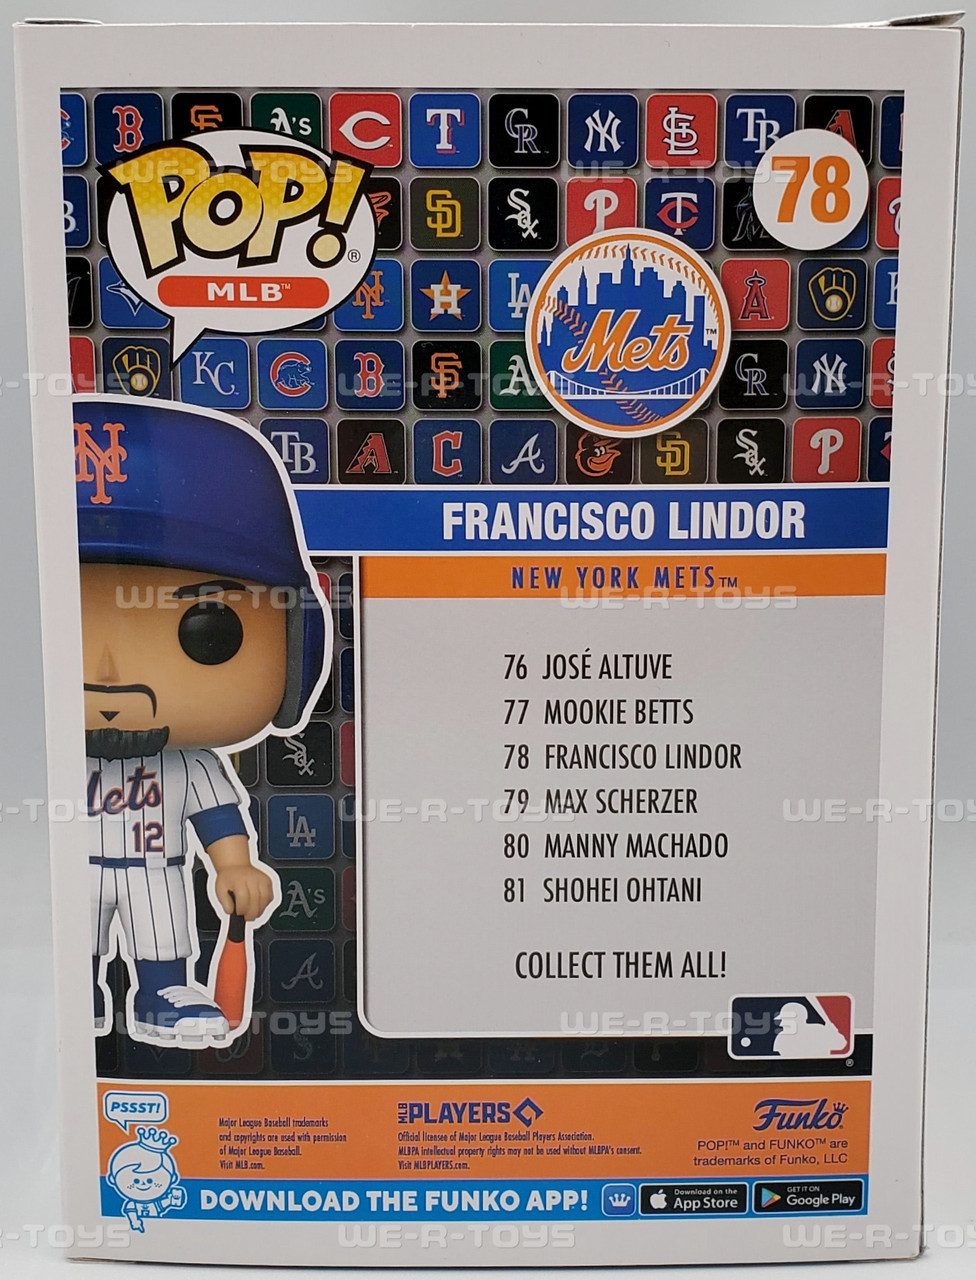 POP!®
MLB™
78
Mets™
FRANCISCO LINDOR
NEW YORK METS™
76 JOSÉ ALTUVE
77 MOOKIE BETTS
78 FRANCISCO LINDOR
79 MAX SCHERZER
80 MANNY MACHADO
81 SHOHEI OHTANI
COLLECT THEM ALL!
NY
Mets
12
PSSST!
Major League Baseball trademarks
and copyrights are used with permission
of Major League Baseball.
Visit MLB.com.
MLB PLAYERS
Official licensee of Major League Baseball Players Association.
MLBPA intellectual property rights may not be used without MLBPA's consent.
Visit MLBPLAYERS.com.
Funko®
POP!™ and FUNKO™ are
trademarks of Funko, LLC
DOWNLOAD THE FUNKO APP!
Download on the
App Store
GET IT ON
Google Play
WE-R-TOYS